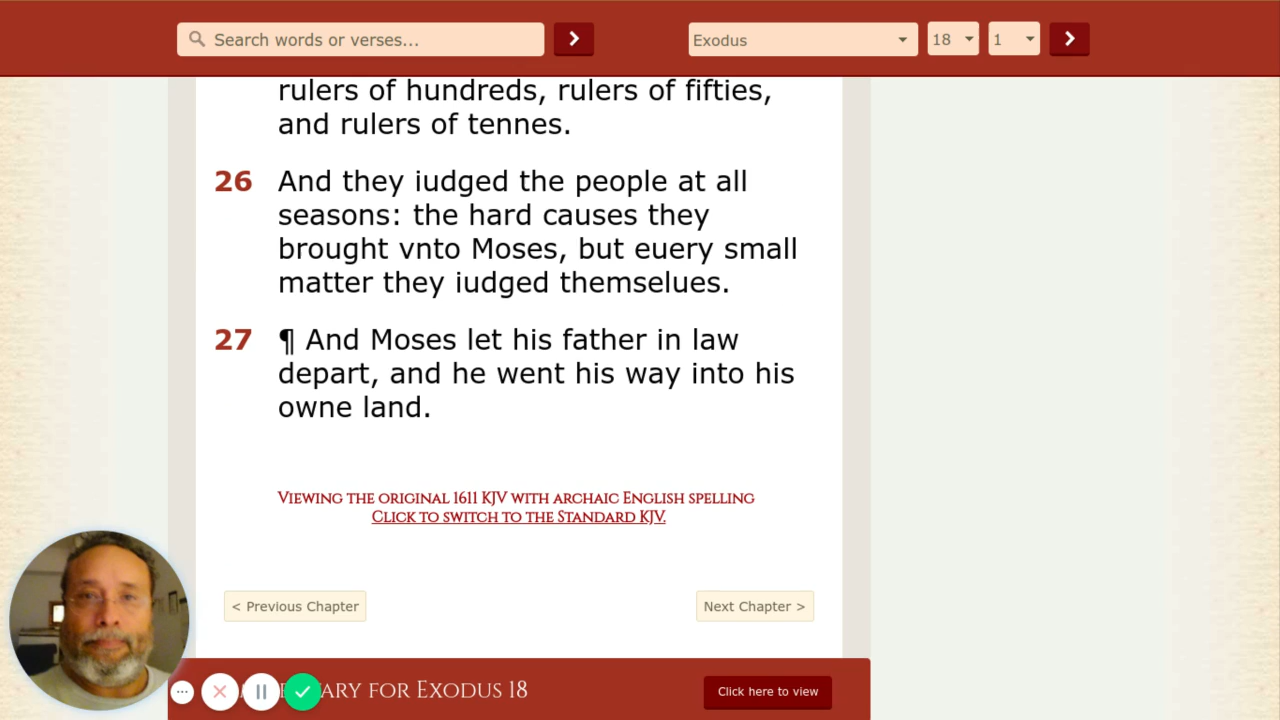 Search words or verses...
Exodus
18
1
rulers of hundreds, rulers of fifties,
and rulers of tennes.
26 And they iudged the people at all
seasons: the hard causes they
brought vnto Moses, but euery small
matter they iudged themselues.
27 ¶ And Moses let his father in law
depart, and he went his way into his
owne land.
Viewing the original 1611 KJV with archaic English spelling
Click to switch to the Standard KJV.
< Previous Chapter
Next Chapter >
for Exodus 18
Click here to view